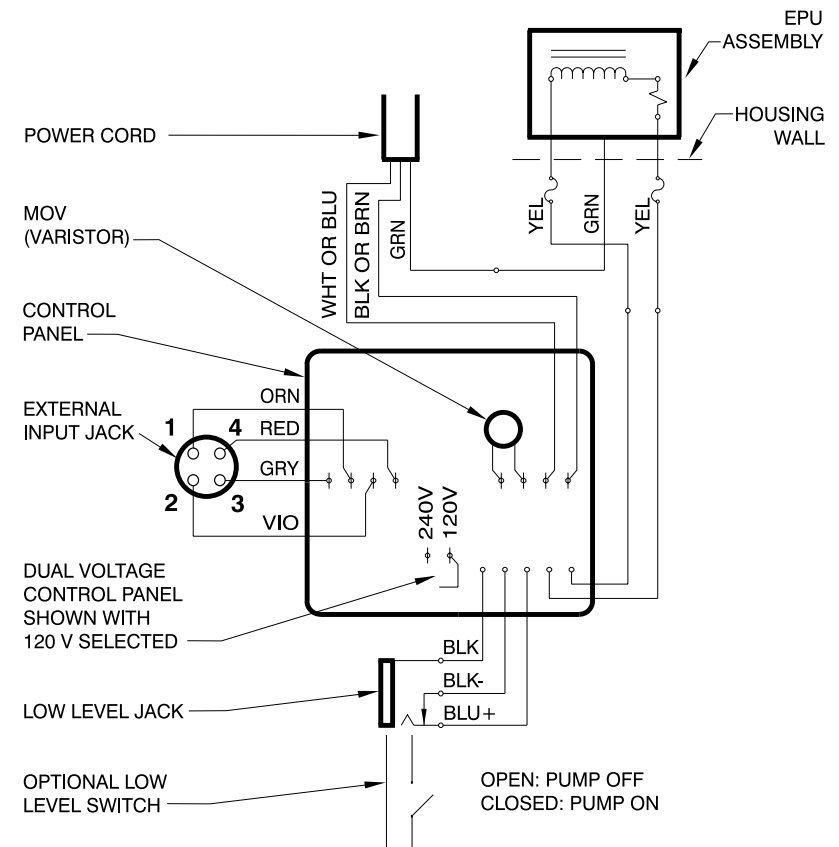 EPU
ASSEMBLY
POWER CORD
HOUSING
WALL
MOV
(VARISTOR)
WHT OR BLU
BLK OR BRN
GRN
YEL
GRN
YEL
CONTROL
PANEL
EXTERNAL
INPUT JACK
1
4
2
3
ORN
RED
GRY
VIO
240V
120V
DUAL VOLTAGE
CONTROL PANEL
SHOWN WITH
120 V SELECTED
BLK
BLK-
BLU+
LOW LEVEL JACK
OPTIONAL LOW
LEVEL SWITCH
OPEN: PUMP OFF
CLOSED: PUMP ON